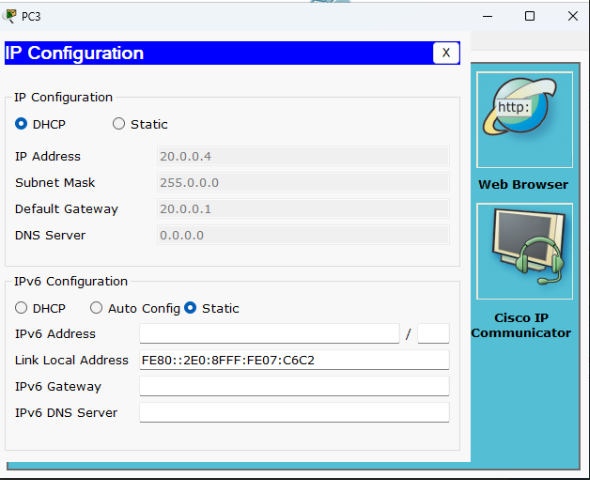 PC3
IP Configuration
X
IP Configuration
DHCP
Static
IP Address
20.0.0.4
Subnet Mask
255.0.0.0
Default Gateway
20.0.0.1
DNS Server
0.0.0.0
IPv6 Configuration
DHCP
Auto Config
Static
IPv6 Address
/
Link Local Address
FE80::2E0:8FFF:FE07:C6C2
IPv6 Gateway
IPv6 DNS Server
http:
Web Browser
Cisco IP
Communicator